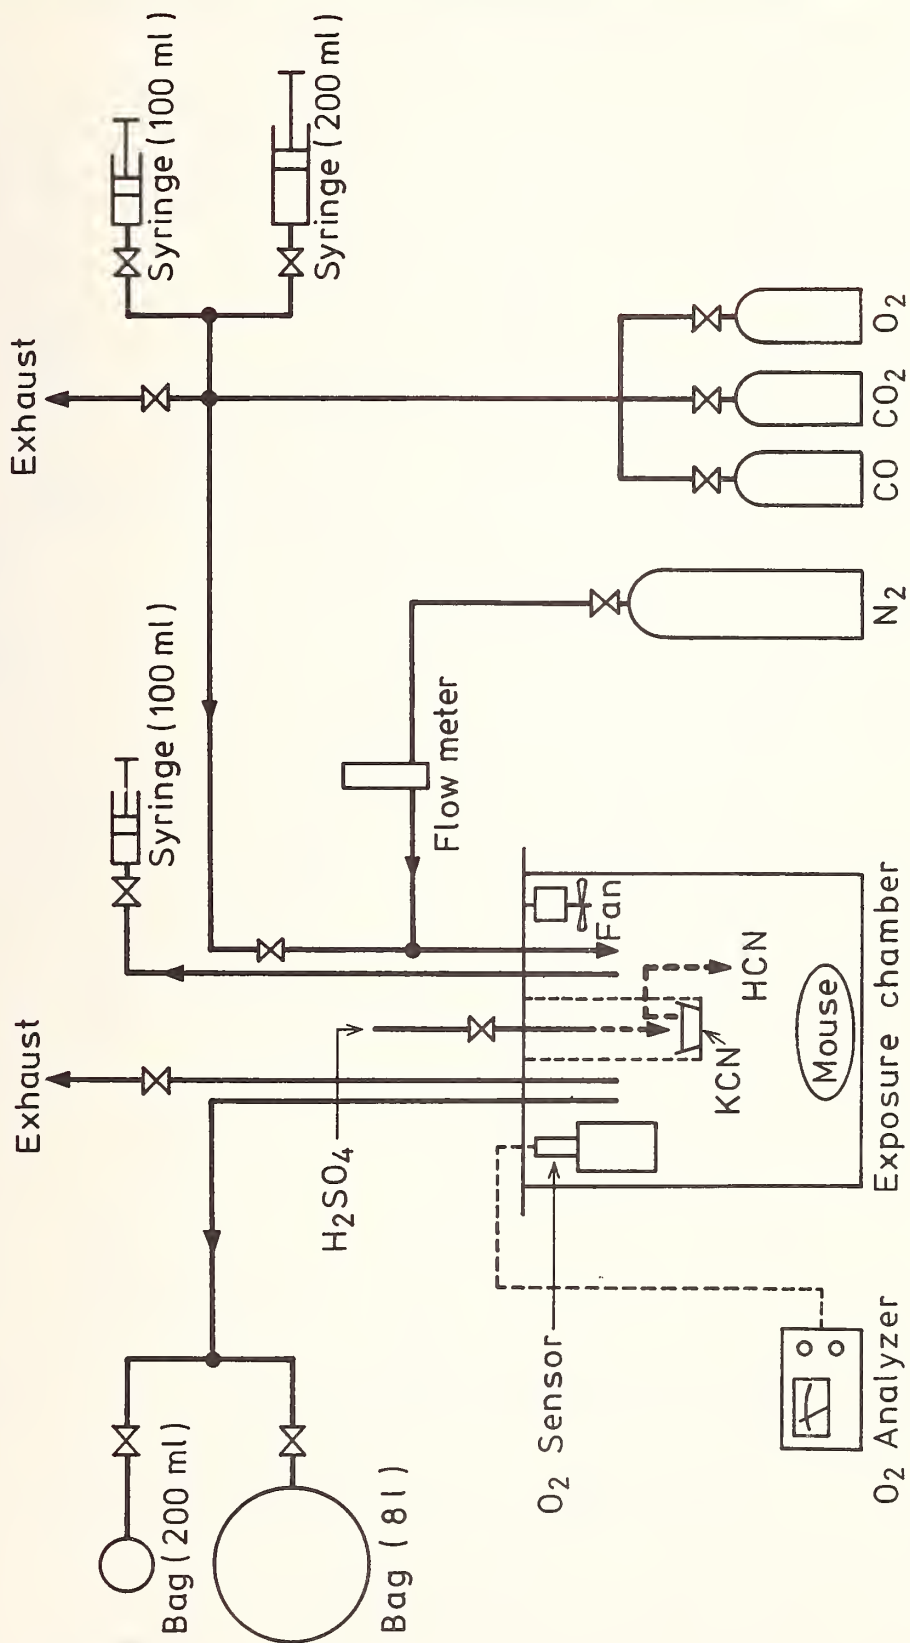 Exhaust
Syringe (100 ml)
Syringe (200 ml)
Syringe (100 ml)
Exhaust
H₂SO₄
Flow meter
Bag (200 ml)
Bag (8 l)
O₂ Sensor
Fan
HCN
KCN
Mouse
Exposure chamber
O₂ Analyzer
N₂
CO
CO₂
O₂